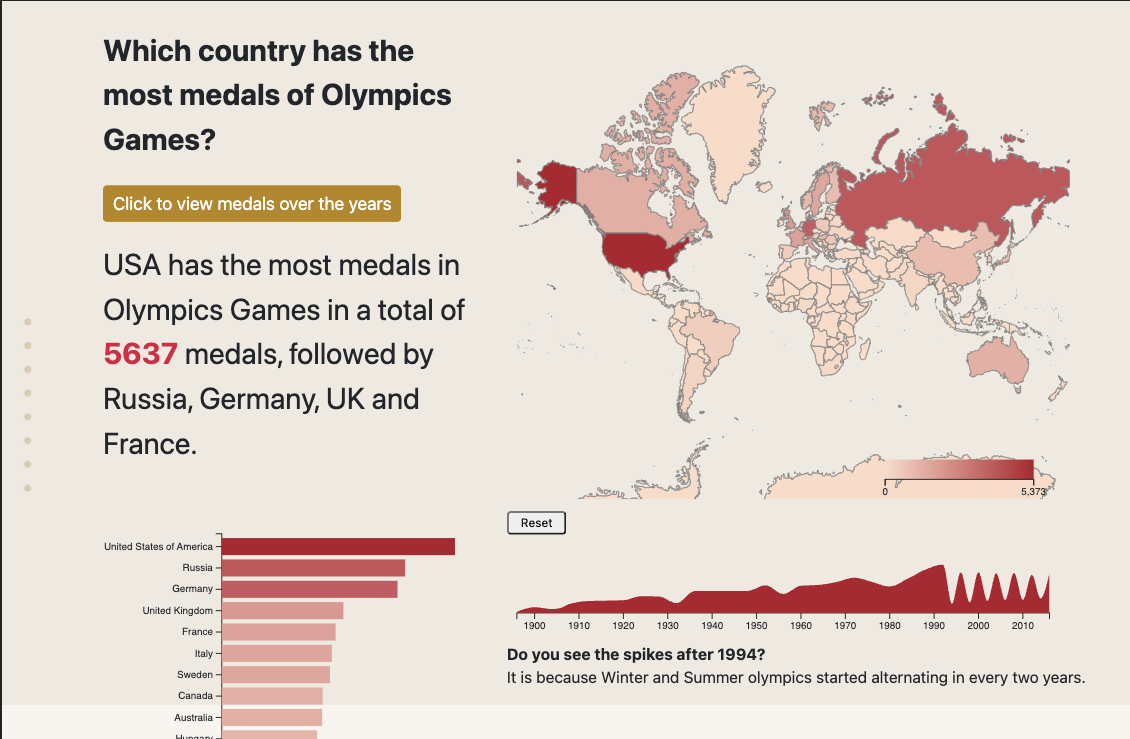 Which country has the
most medals of Olympics
Games?
Click to view medals over the years
USA has the most medals in
Olympics Games in a total of
5637 medals, followed by
Russia, Germany, UK and
France.
0 5,373
Reset
United States of America
Russia
Germany
United Kingdom
France
Italy
Sweden
Canada
Australia
Hungary
1900 1910 1920 1930 1940 1950 1960 1970 1980 1990 2000 2010
Do you see the spikes after 1994?
It is because Winter and Summer olympics started alternating in every two years.